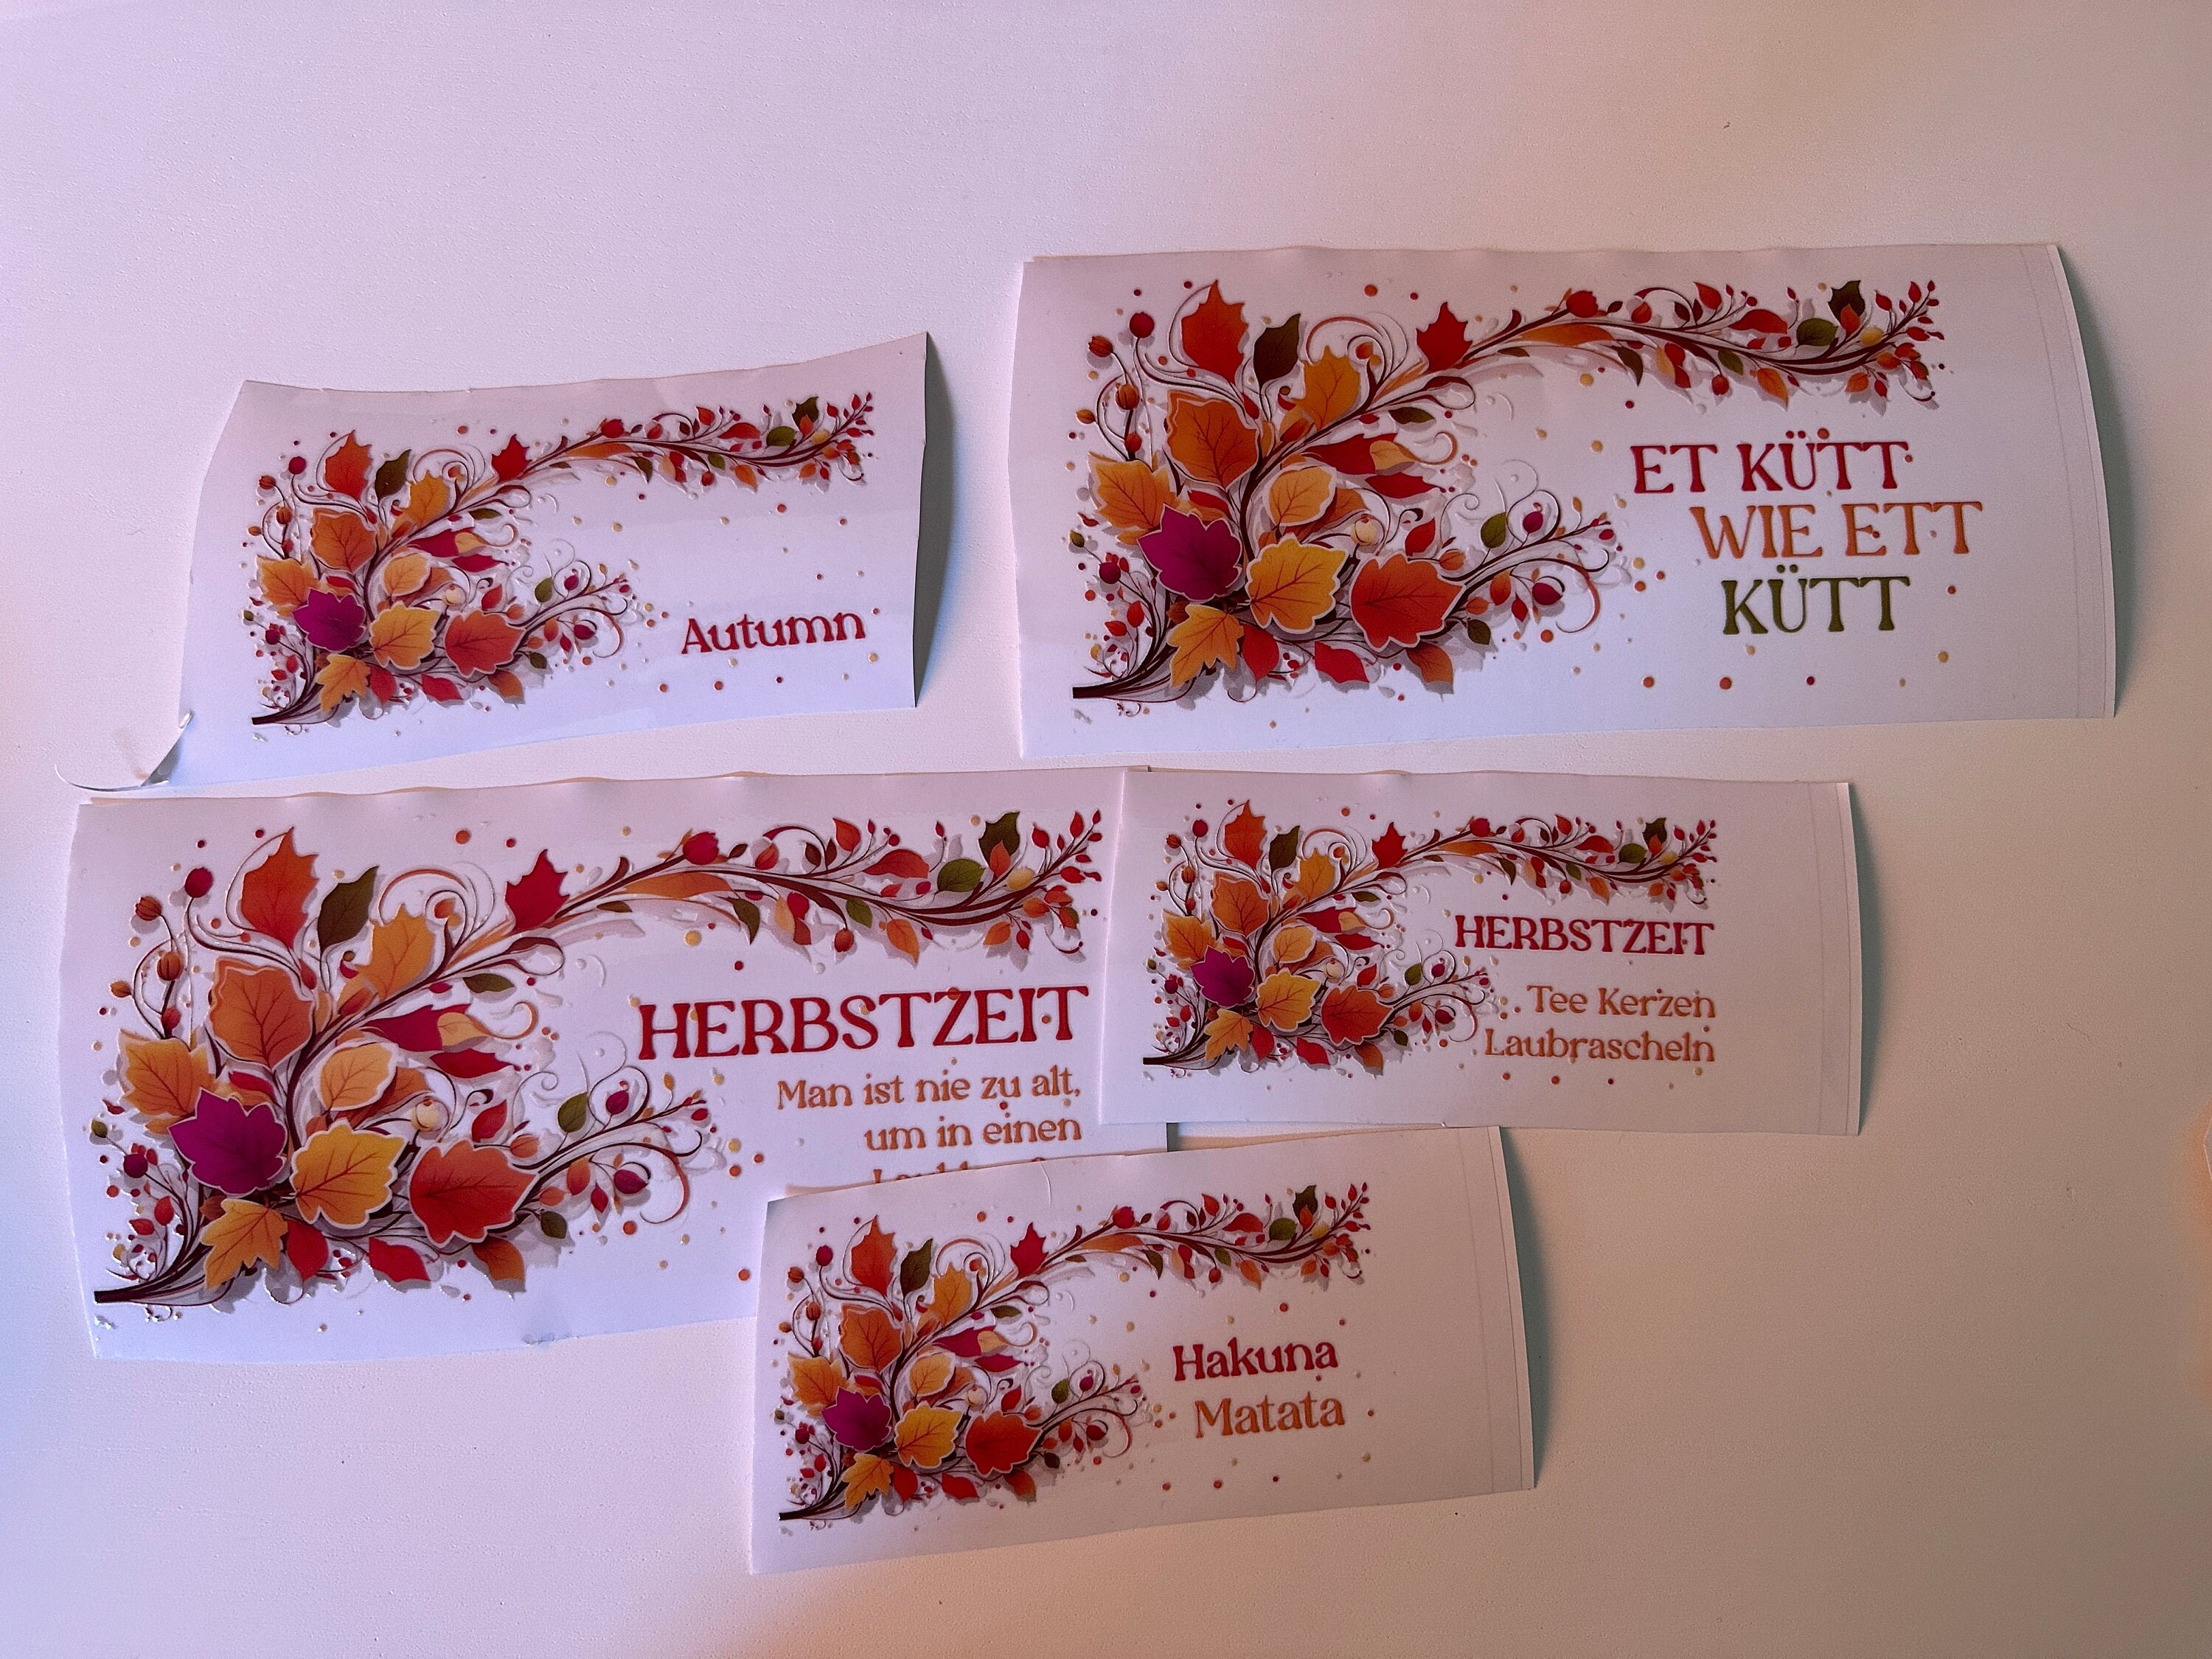 Autumn
ET KÜTT
WIE ETT
KÜTT
HERBSTZEIT
Man ist nie zu alt,
um in einen
HERBSTZEIT
Tee Kerzen
Laubrascheln
Hakuna
Matata